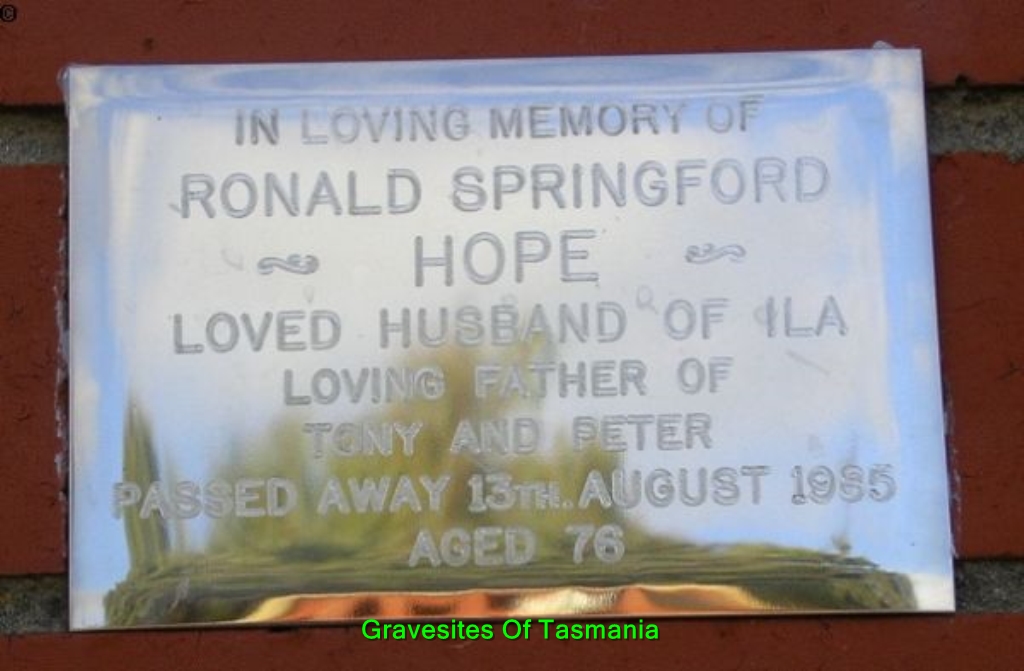 ©
IN LOVING MEMORY OF
RONALD SPRINGFORD
HOPE
LOVED HUSBAND OF ILA
LOVING FATHER OF
TONY AND PETER
PASSED AWAY 13TH. AUGUST 1985
AGED 76
Gravesites Of Tasmania